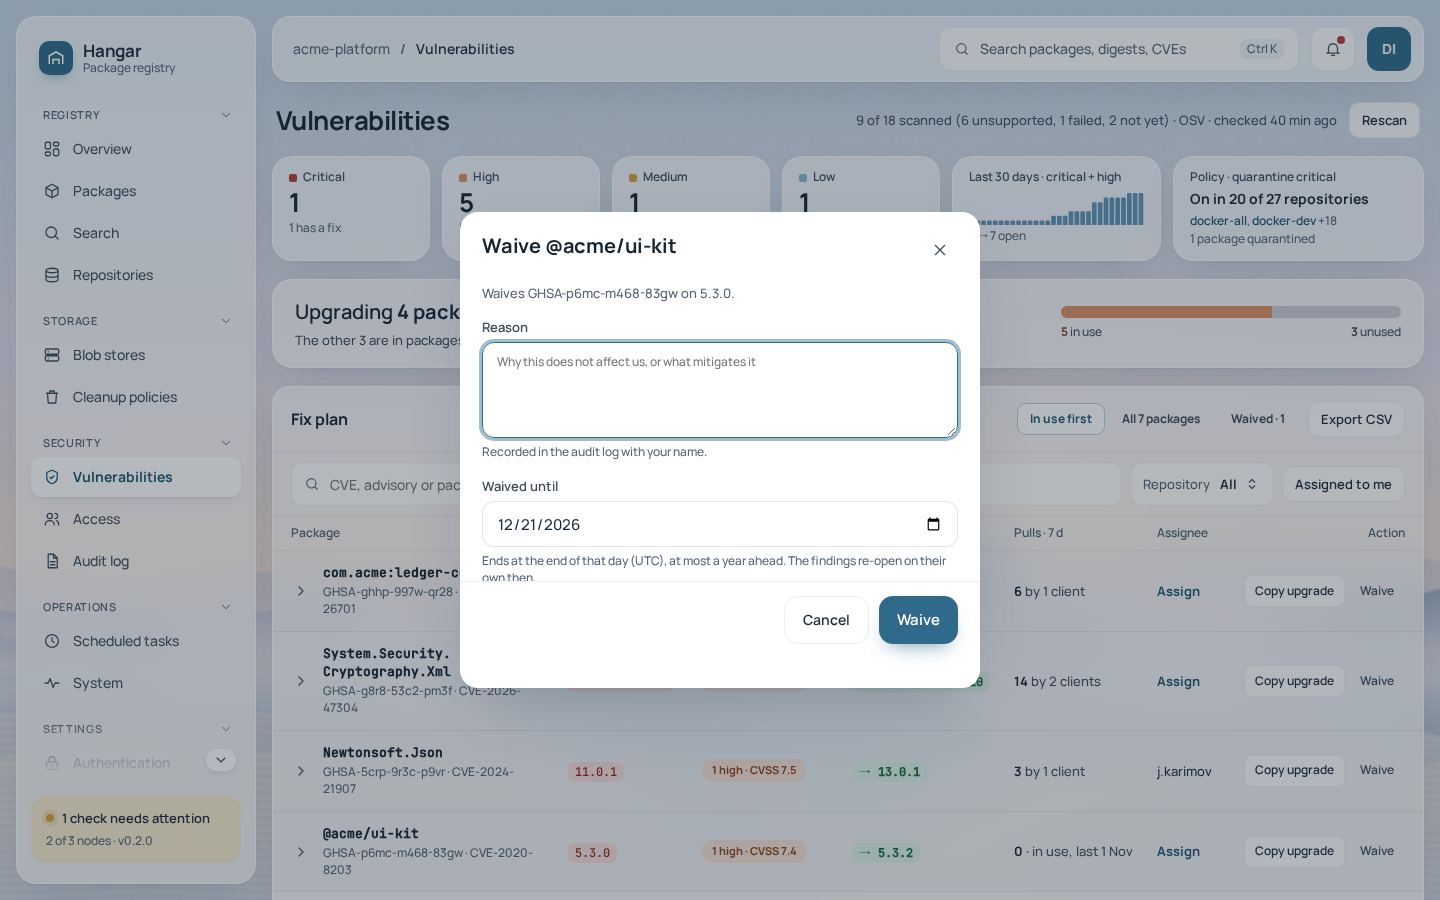 Hangar
Package registry
REGISTRY
Overview
Packages
Search
Repositories
STORAGE
Blob stores
Cleanup policies
SECURITY
Vulnerabilities
Access
Audit log
OPERATIONS
Scheduled tasks
System
SETTINGS
Authentication
1 check needs attention
2 of 3 nodes · v0.2.0
acme-platform / Vulnerabilities
Search packages, digests, CVEs
Ctrl K
DI
Vulnerabilities
9 of 18 scanned (6 unsupported, 1 failed, 2 not yet) · OSV · checked 40 min ago
Rescan
Critical
1
1 has a fix
High
5
Medium
1
Low
1
Last 30 days · critical + high
→ 7 open
Policy · quarantine critical
On in 20 of 27 repositories
docker-all, docker-dev +18
1 package quarantined
Upgrading 4 pack
The other 3 are in packages
5 in use
3 unused
Fix plan
In use first
All 7 packages
Waived · 1
Export CSV
CVE, advisory or pac
Repository All
Assigned to me
Package
Pulls · 7 d
Assignee
Action
com.acme:ledger-c
GHSA-ghhp-997w-qr28 ·
26701
6 by 1 client
Assign
Copy upgrade
Waive
System.Security.
Cryptography.Xml
GHSA-g8r8-53c2-pm3f · CVE-2026-
47304
14 by 2 clients
Assign
Copy upgrade
Waive
Newtonsoft.Json
GHSA-5crp-9r3c-p9vr · CVE-2024-
21907
11.0.1
1 high · CVSS 7.5
→ 13.0.1
3 by 1 client
j.karimov
Copy upgrade
Waive
@acme/ui-kit
GHSA-p6mc-m468-83gw · CVE-2020-
8203
5.3.0
1 high · CVSS 7.4
→ 5.3.2
0 · in use, last 1 Nov
Assign
Copy upgrade
Waive
Waive @acme/ui-kit
Waives GHSA-p6mc-m468-83gw on 5.3.0.
Reason
Why this does not affect us, or what mitigates it
Recorded in the audit log with your name.
Waived until
12/21/2026
Ends at the end of that day (UTC), at most a year ahead. The findings re-open on their
own then.
Cancel
Waive